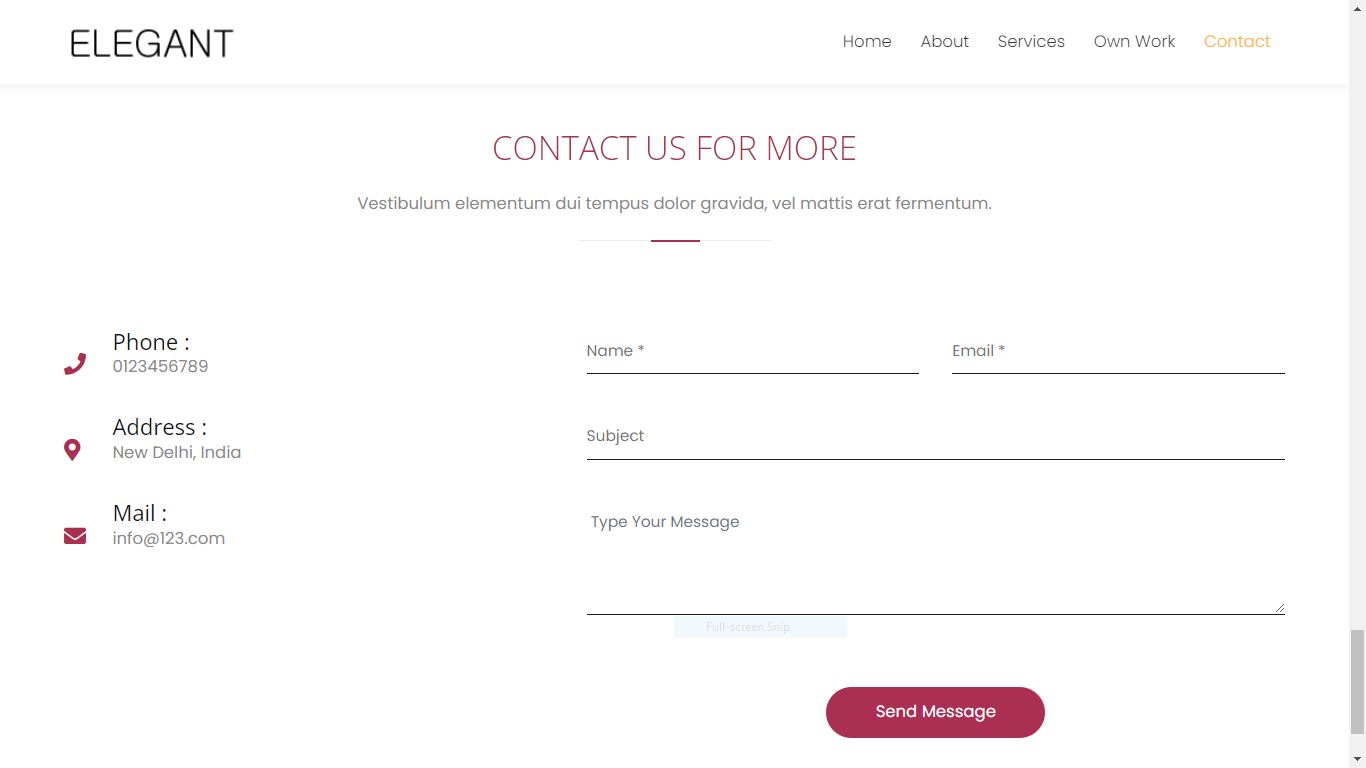 ELEGANT
Home About Services Own Work Contact
CONTACT US FOR MORE
Vestibulum elementum dui tempus dolor gravida, vel mattis erat fermentum.
Phone :
0123456789
Address :
New Delhi, India
Mail :
info@123.com
Name * Email *
Subject
Type Your Message
Full-screen Snip
Send Message